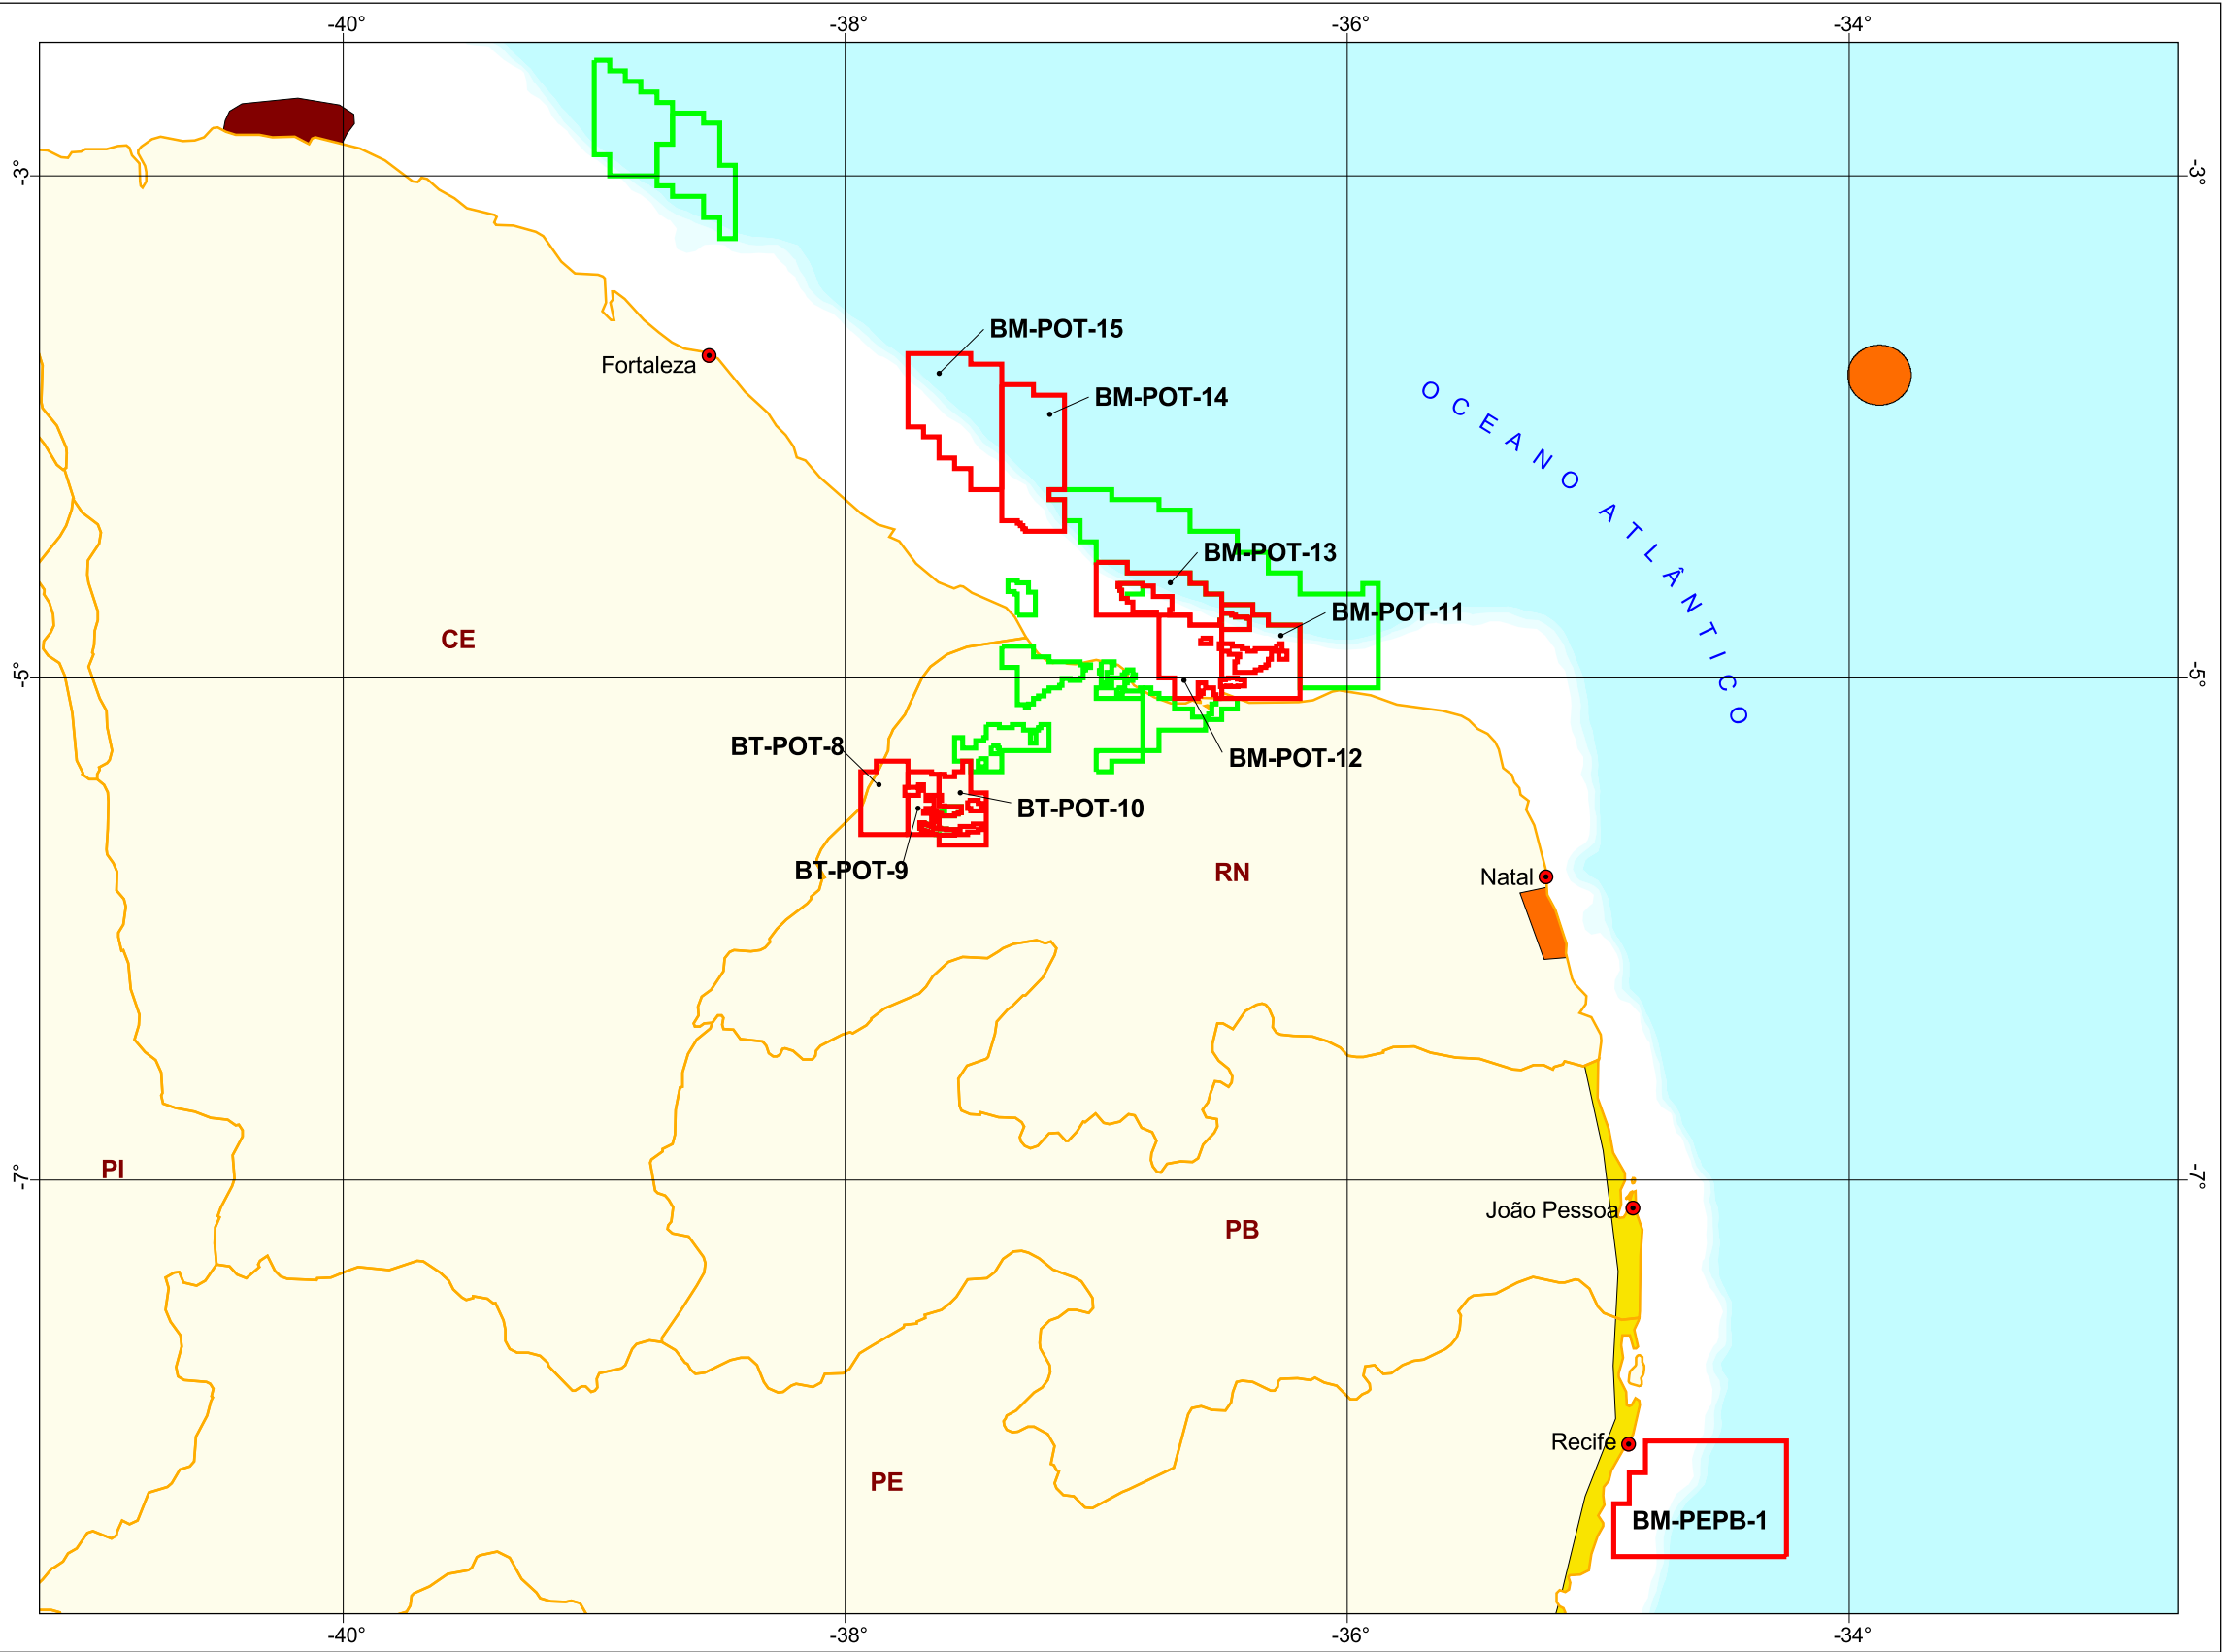 -40°
-38°
-36°
-34°
-3°
-3°
BM-POT-15
Fortaleza
BM-POT-14
OCEANO ATLÂNTICO
BM-POT-13
BM-POT-11
CE
-5°
-5°
BT-POT-8
BM-POT-12
BT-POT-10
BT-POT-9
RN
Natal
PI
-7°
-7°
João Pessoa
PB
Recife
PE
BM-PEPB-1
-40°
-38°
-36°
-34°